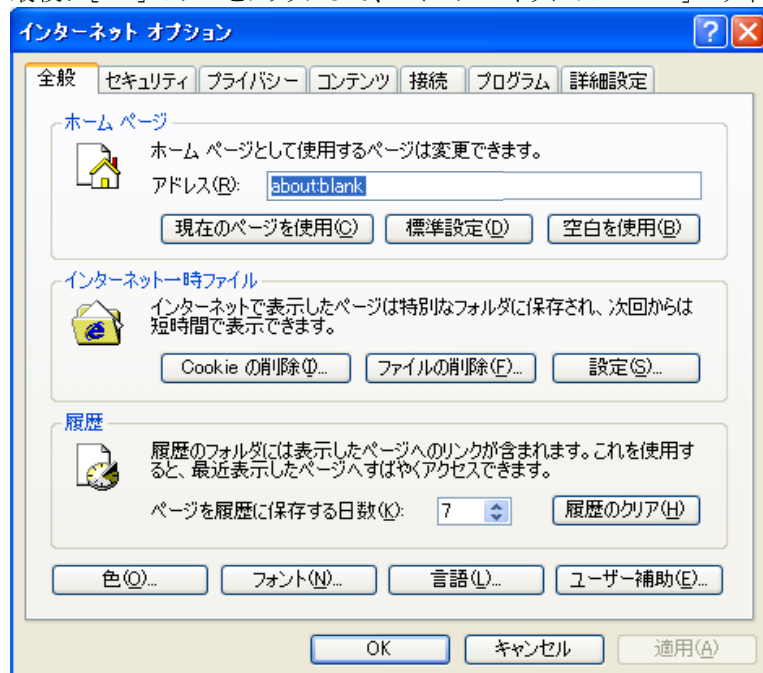 インターネット オプション
全般 セキュリティ プライバシー コンテンツ 接続 プログラム 詳細設定
ホーム ページ
ホーム ページとして使用するページは変更できます。
アドレス(R): about:blank
現在のページを使用(C) 標準設定(D) 空白を使用(B)
インターネット一時ファイル
インターネットで表示したページは特別なフォルダに保存され、次回からは
短時間で表示できます。
Cookie の削除(I)... ファイルの削除(F)... 設定(S)...
履歴
履歴のフォルダには表示したページへのリンクが含まれます。これを使用す
ると、最近表示したページへすばやくアクセスできます。
ページを履歴に保存する日数(K): 7 履歴のクリア(H)
色(O)... フォント(N)... 言語(L)... ユーザー補助(E)...
OK キャンセル 適用(A)